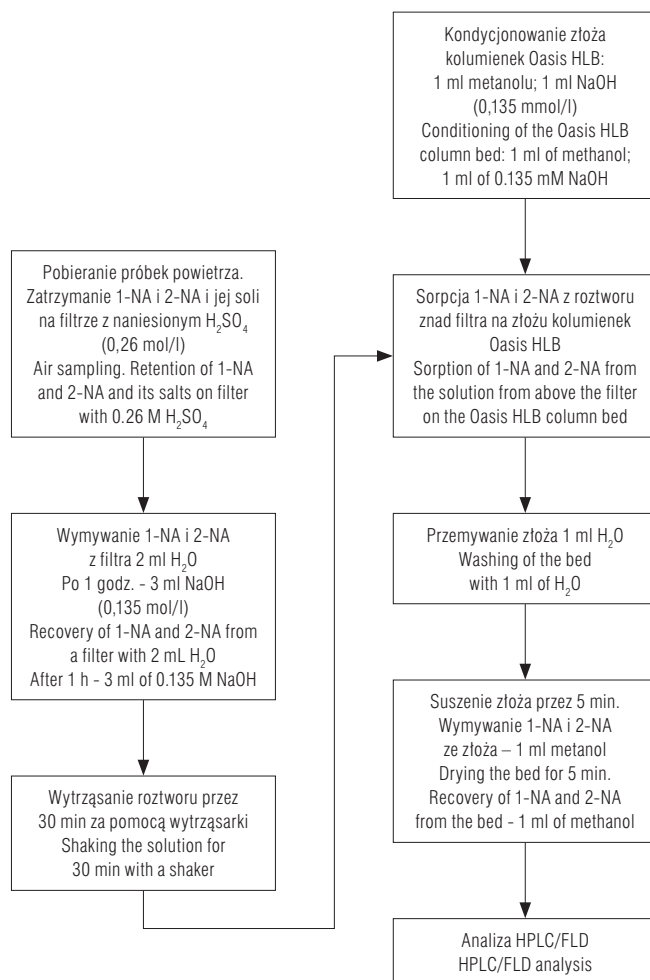 Kondycjonowanie złoża
kolumienek Oasis HLB:
1 ml metanolu; 1 ml NaOH
(0,135 mmol/l)
Conditioning of the Oasis HLB
column bed: 1 ml of methanol;
1 ml of 0.135 mM NaOH
Pobieranie próbek powietrza.
Zatrzymanie 1-NA i 2-NA i jej soli
na filtrze z naniesionym H₂SO₄
(0,26 mol/l)
Air sampling. Retention of 1-NA
and 2-NA and its salts on filter
with 0.26 M H₂SO₄
Wymywanie 1-NA i 2-NA
z filtra 2 ml H₂O
Po 1 godz. - 3 ml NaOH
(0,135 mol/l)
Recovery of 1-NA and 2-NA from
a filter with 2 mL H₂O
After 1 h - 3 ml of 0.135 M NaOH
Wytrząsanie roztworu przez
30 min za pomocą wytrząsarki
Shaking the solution for
30 min with a shaker
Sorpcja 1-NA i 2-NA z roztworu
znad filtra na złożu kolumienek
Oasis HLB
Sorption of 1-NA and 2-NA from
the solution from above the filter
on the Oasis HLB column bed
Przemywanie złoża 1 ml H₂O
Washing of the bed
with 1 ml of H₂O
Suszenie złoża przez 5 min.
Wymywanie 1-NA i 2-NA
ze złoża – 1 ml metanol
Drying the bed for 5 min.
Recovery of 1-NA and 2-NA
from the bed - 1 ml of methanol
Analiza HPLC/FLD
HPLC/FLD analysis